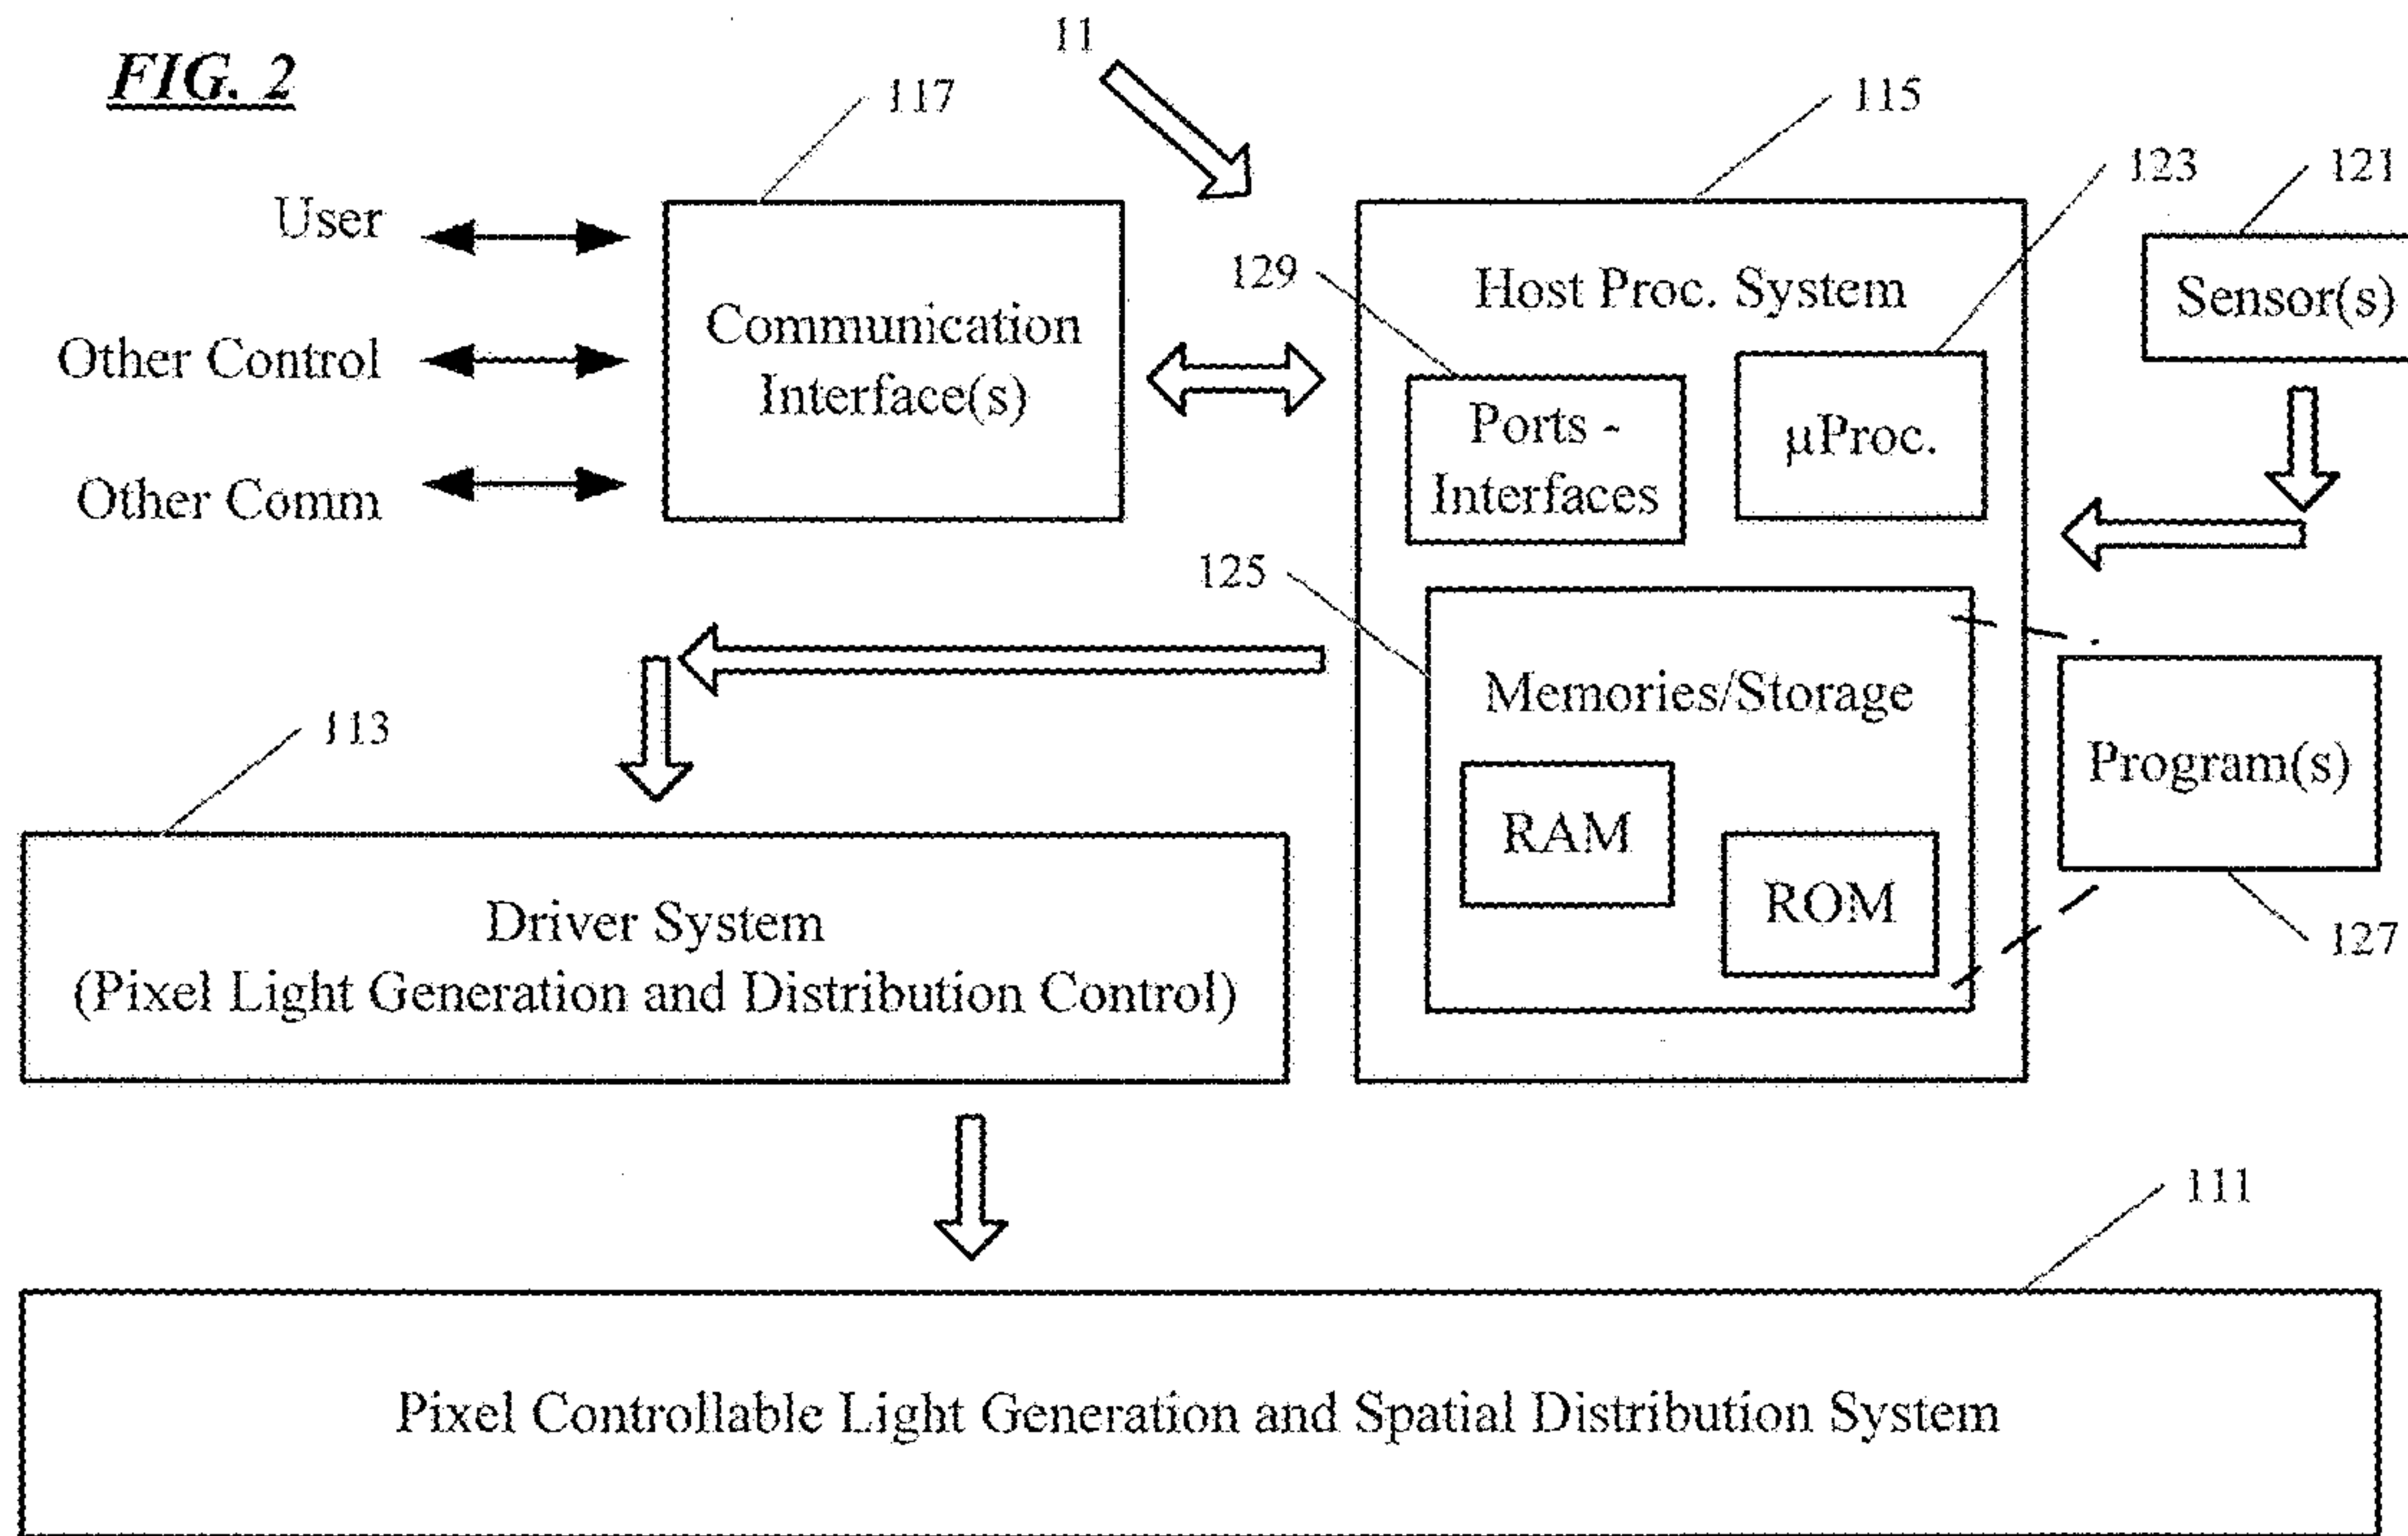 FIG. 2
11
117
115
123
121
User
Other Control
Other Comm
Communication
Interface(s)
129
Host Proc. System
Ports -
Interfaces
μProc.
Sensor(s)
125
Memories/Storage
RAM
ROM
Program(s)
127
113
Driver System
(Pixel Light Generation and Distribution Control)
111
Pixel Controllable Light Generation and Spatial Distribution System